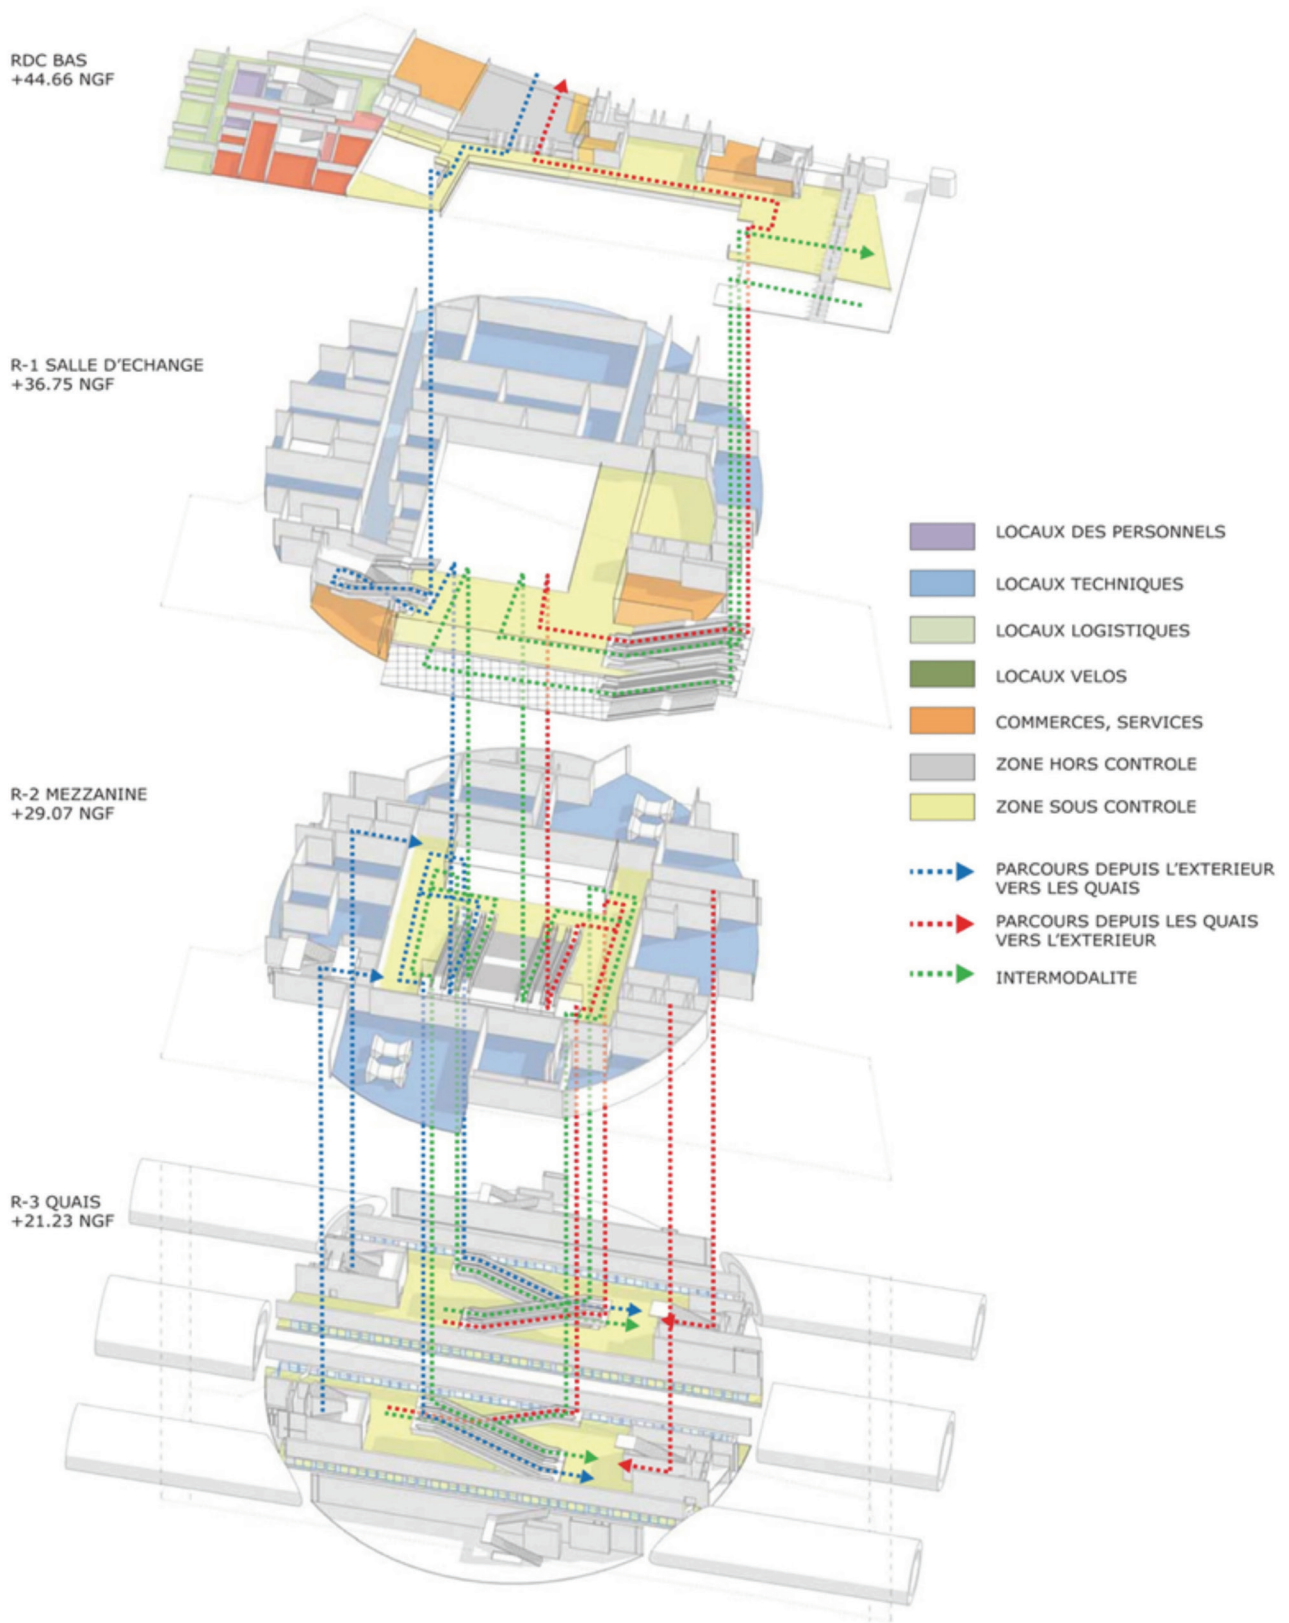 RDC BAS
+44.66 NGF
R-1 SALLE D'ECHANGE
+36.75 NGF
LOCAUX DES PERSONNELS
LOCAUX TECHNIQUES
LOCAUX LOGISTIQUES
LOCAUX VELOS
COMMERCES, SERVICES
ZONE HORS CONTROLE
ZONE SOUS CONTROLE
R-2 MEZZANINE
+29.07 NGF
PARCOURS DEPUIS L'EXTERIEUR
VERS LES QUAIS
PARCOURS DEPUIS LES QUAIS
VERS L'EXTERIEUR
INTERMODALITE
R-3 QUAIS
+21.23 NGF